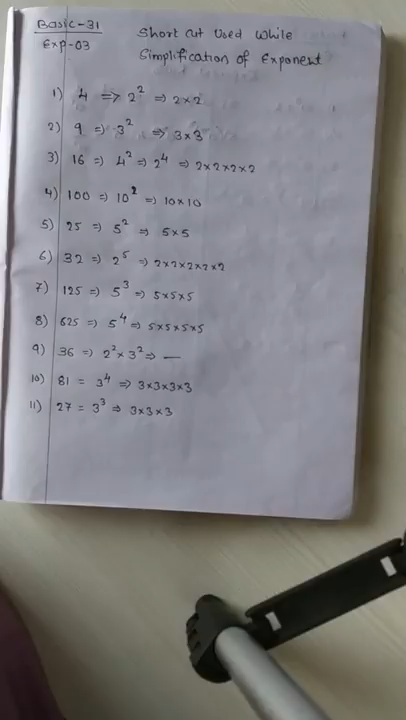 Basic-31
Exp-03
Short cut Used While
Simplification of Exponent
1) 4 => 2² => 2×2
2) 9 => 3² => 3×3
3) 16 => 4² => 2⁴ => 2×2×2×2
4) 100 => 10² => 10×10
5) 25 => 5² => 5×5
6) 32 => 2⁵ => 2×2×2×2×2
7) 125 => 5³ => 5×5×5
8) 625 => 5⁴ => 5×5×5×5
9) 36 => 2²×3² => —
10) 81 = 3⁴ => 3×3×3×3
11) 27 = 3³ => 3×3×3